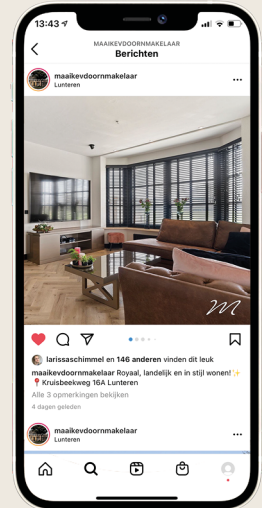 13:43
MAAIKEVDOORNMAKELAAR
Berichten
maaikevdoornmakelaar
Lunteren
m
larissaschimmel en 146 anderen vinden dit leuk
maaikevdoornmakelaar Royaal, landelijk en in stijl wonen!✨
📍 Kruisbeekweg 16A Lunteren
Alle 3 opmerkingen bekijken
4 dagen geleden
maaikevdoornmakelaar
Lunteren